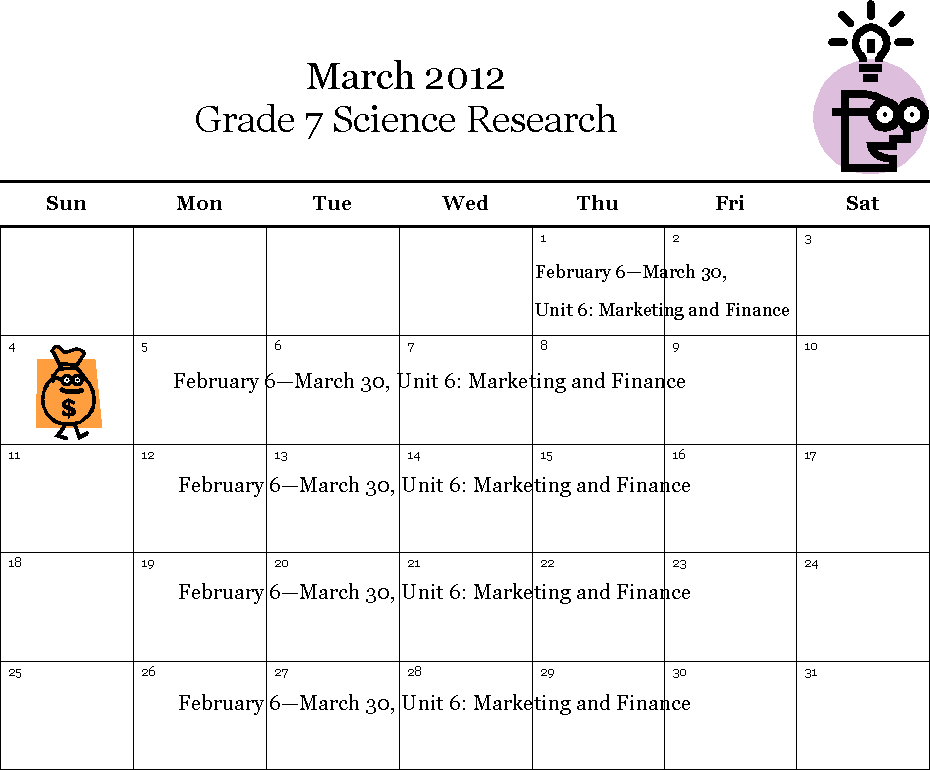 March 2012
Grade 7 Science Research
Sun Mon Tue Wed Thu Fri Sat
1 2 3
February 6—March 30,
Unit 6: Marketing and Finance
4 5 6 7 8 9 10
$
February 6—March 30, Unit 6: Marketing and Finance
11 12 13 14 15 16 17
February 6—March 30, Unit 6: Marketing and Finance
18 19 20 21 22 23 24
February 6—March 30, Unit 6: Marketing and Finance
25 26 27 28 29 30 31
February 6—March 30, Unit 6: Marketing and Finance